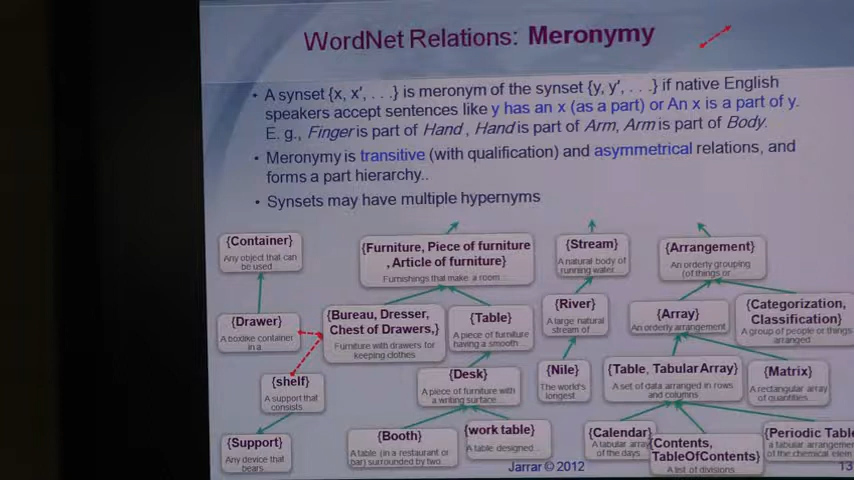 WordNet Relations: Meronymy
• A synset {x, x′, . . .} is meronym of the synset {y, y′, . . .} if native English
speakers accept sentences like y has an x (as a part) or An x is a part of y.
E. g., Finger is part of Hand , Hand is part of Arm, Arm is part of Body.
• Meronymy is transitive (with qualification) and asymmetrical relations, and
forms a part hierarchy..
• Synsets may have multiple hypernyms
{Container}
Any object that can
be used
{Furniture, Piece of furniture
,Article of furniture}
Furnishings that make a room
{Stream}
A natural body of
running water
{Arrangement}
An orderly grouping
(of things or
{Drawer}
A boxlike container
in a
{Bureau, Dresser,
Chest of Drawers,}
Furniture with drawers for
keeping clothes
{Table}
A piece of furniture
having a smooth
{River}
A large natural
stream of
{Array}
An orderly arrangement
{Categorization,
Classification}
A group of people or things
arranged
{shelf}
A support that
consists
{Desk}
A piece of furniture with
a writing surface
{Nile}
The world's
longest
{Table, TabularArray}
A set of data arranged in rows
and columns
{Matrix}
A rectangular array
of quantities
{Support}
Any device that
bears
{Booth}
A table (in a restaurant or
bar) surrounded by two
{work table}
A table designed
{Calendar}
A tabular array
of the days
{Contents,
TableOfContents}
A list of divisions
{Periodic Table
a tabular arrangement
of the chemical elem
Jarrar © 2012
13